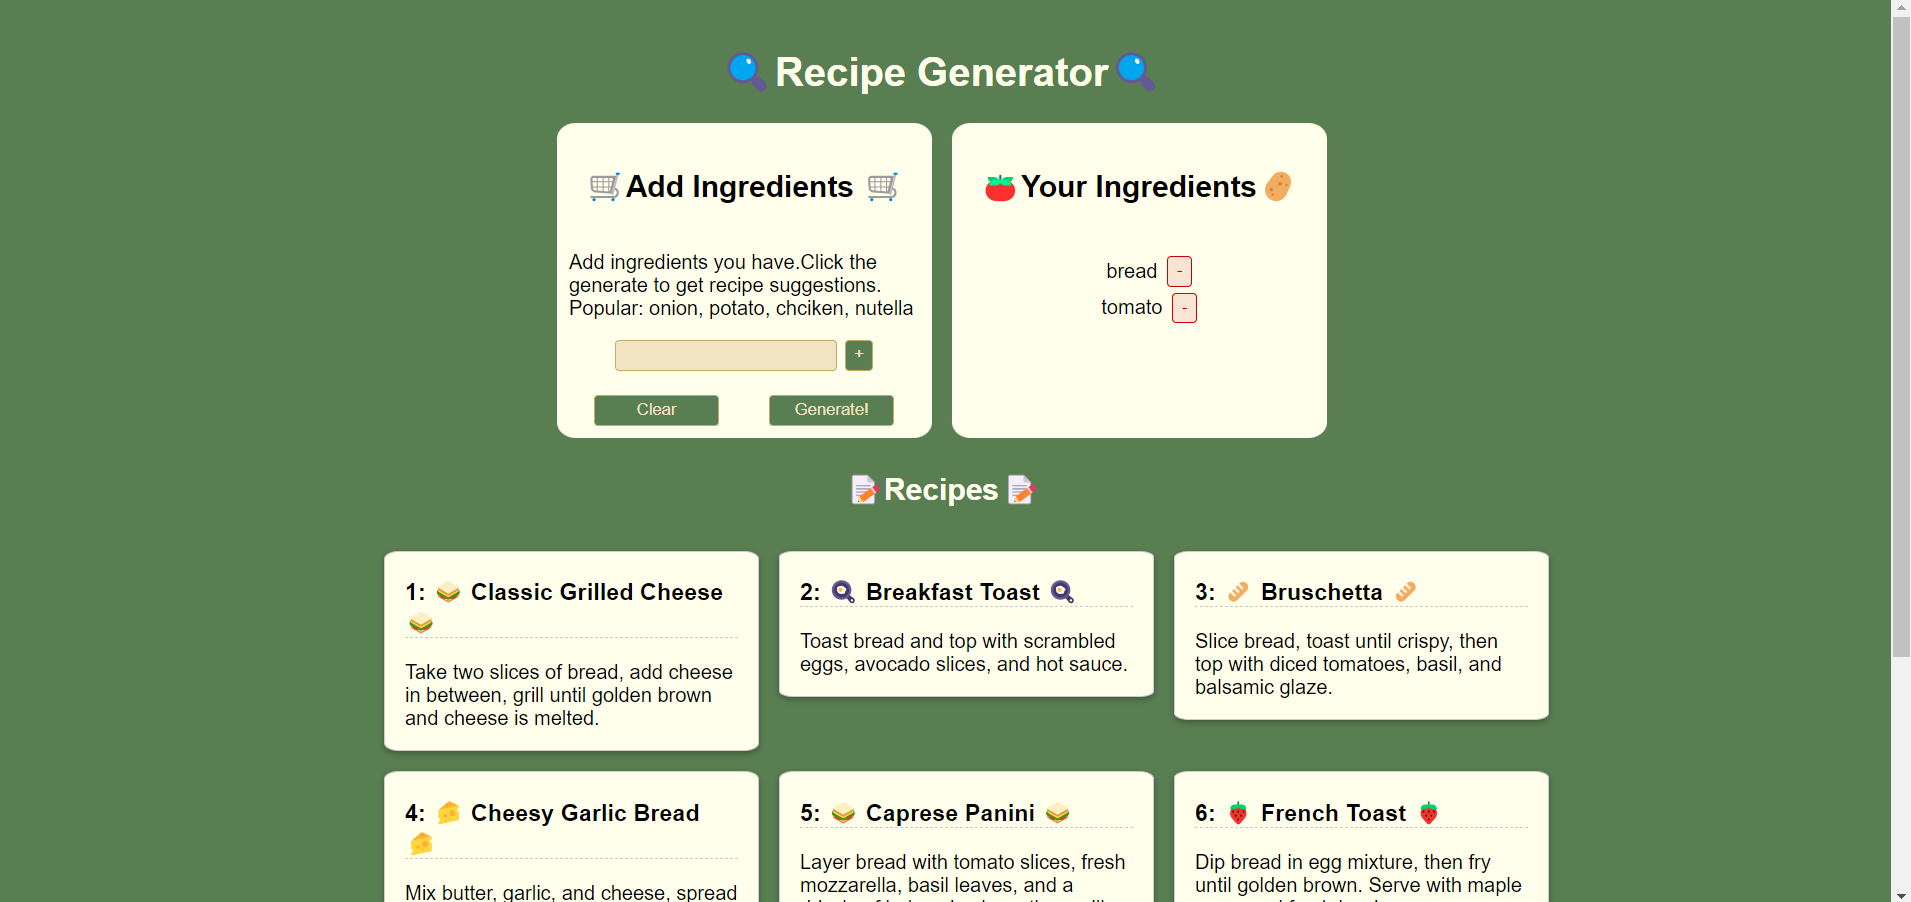 Recipe Generator
Add Ingredients
Add ingredients you have.Click the
generate to get recipe suggestions.
Popular: onion, potato, chciken, nutella
+
Clear
Generate!
Your Ingredients
bread -
tomato -
Recipes
1: Classic Grilled Cheese
Take two slices of bread, add cheese
in between, grill until golden brown
and cheese is melted.
2: Breakfast Toast
Toast bread and top with scrambled
eggs, avocado slices, and hot sauce.
3: Bruschetta
Slice bread, toast until crispy, then
top with diced tomatoes, basil, and
balsamic glaze.
4: Cheesy Garlic Bread
Mix butter, garlic, and cheese, spread
5: Caprese Panini
Layer bread with tomato slices, fresh
mozzarella, basil leaves, and a
6: French Toast
Dip bread in egg mixture, then fry
until golden brown. Serve with maple